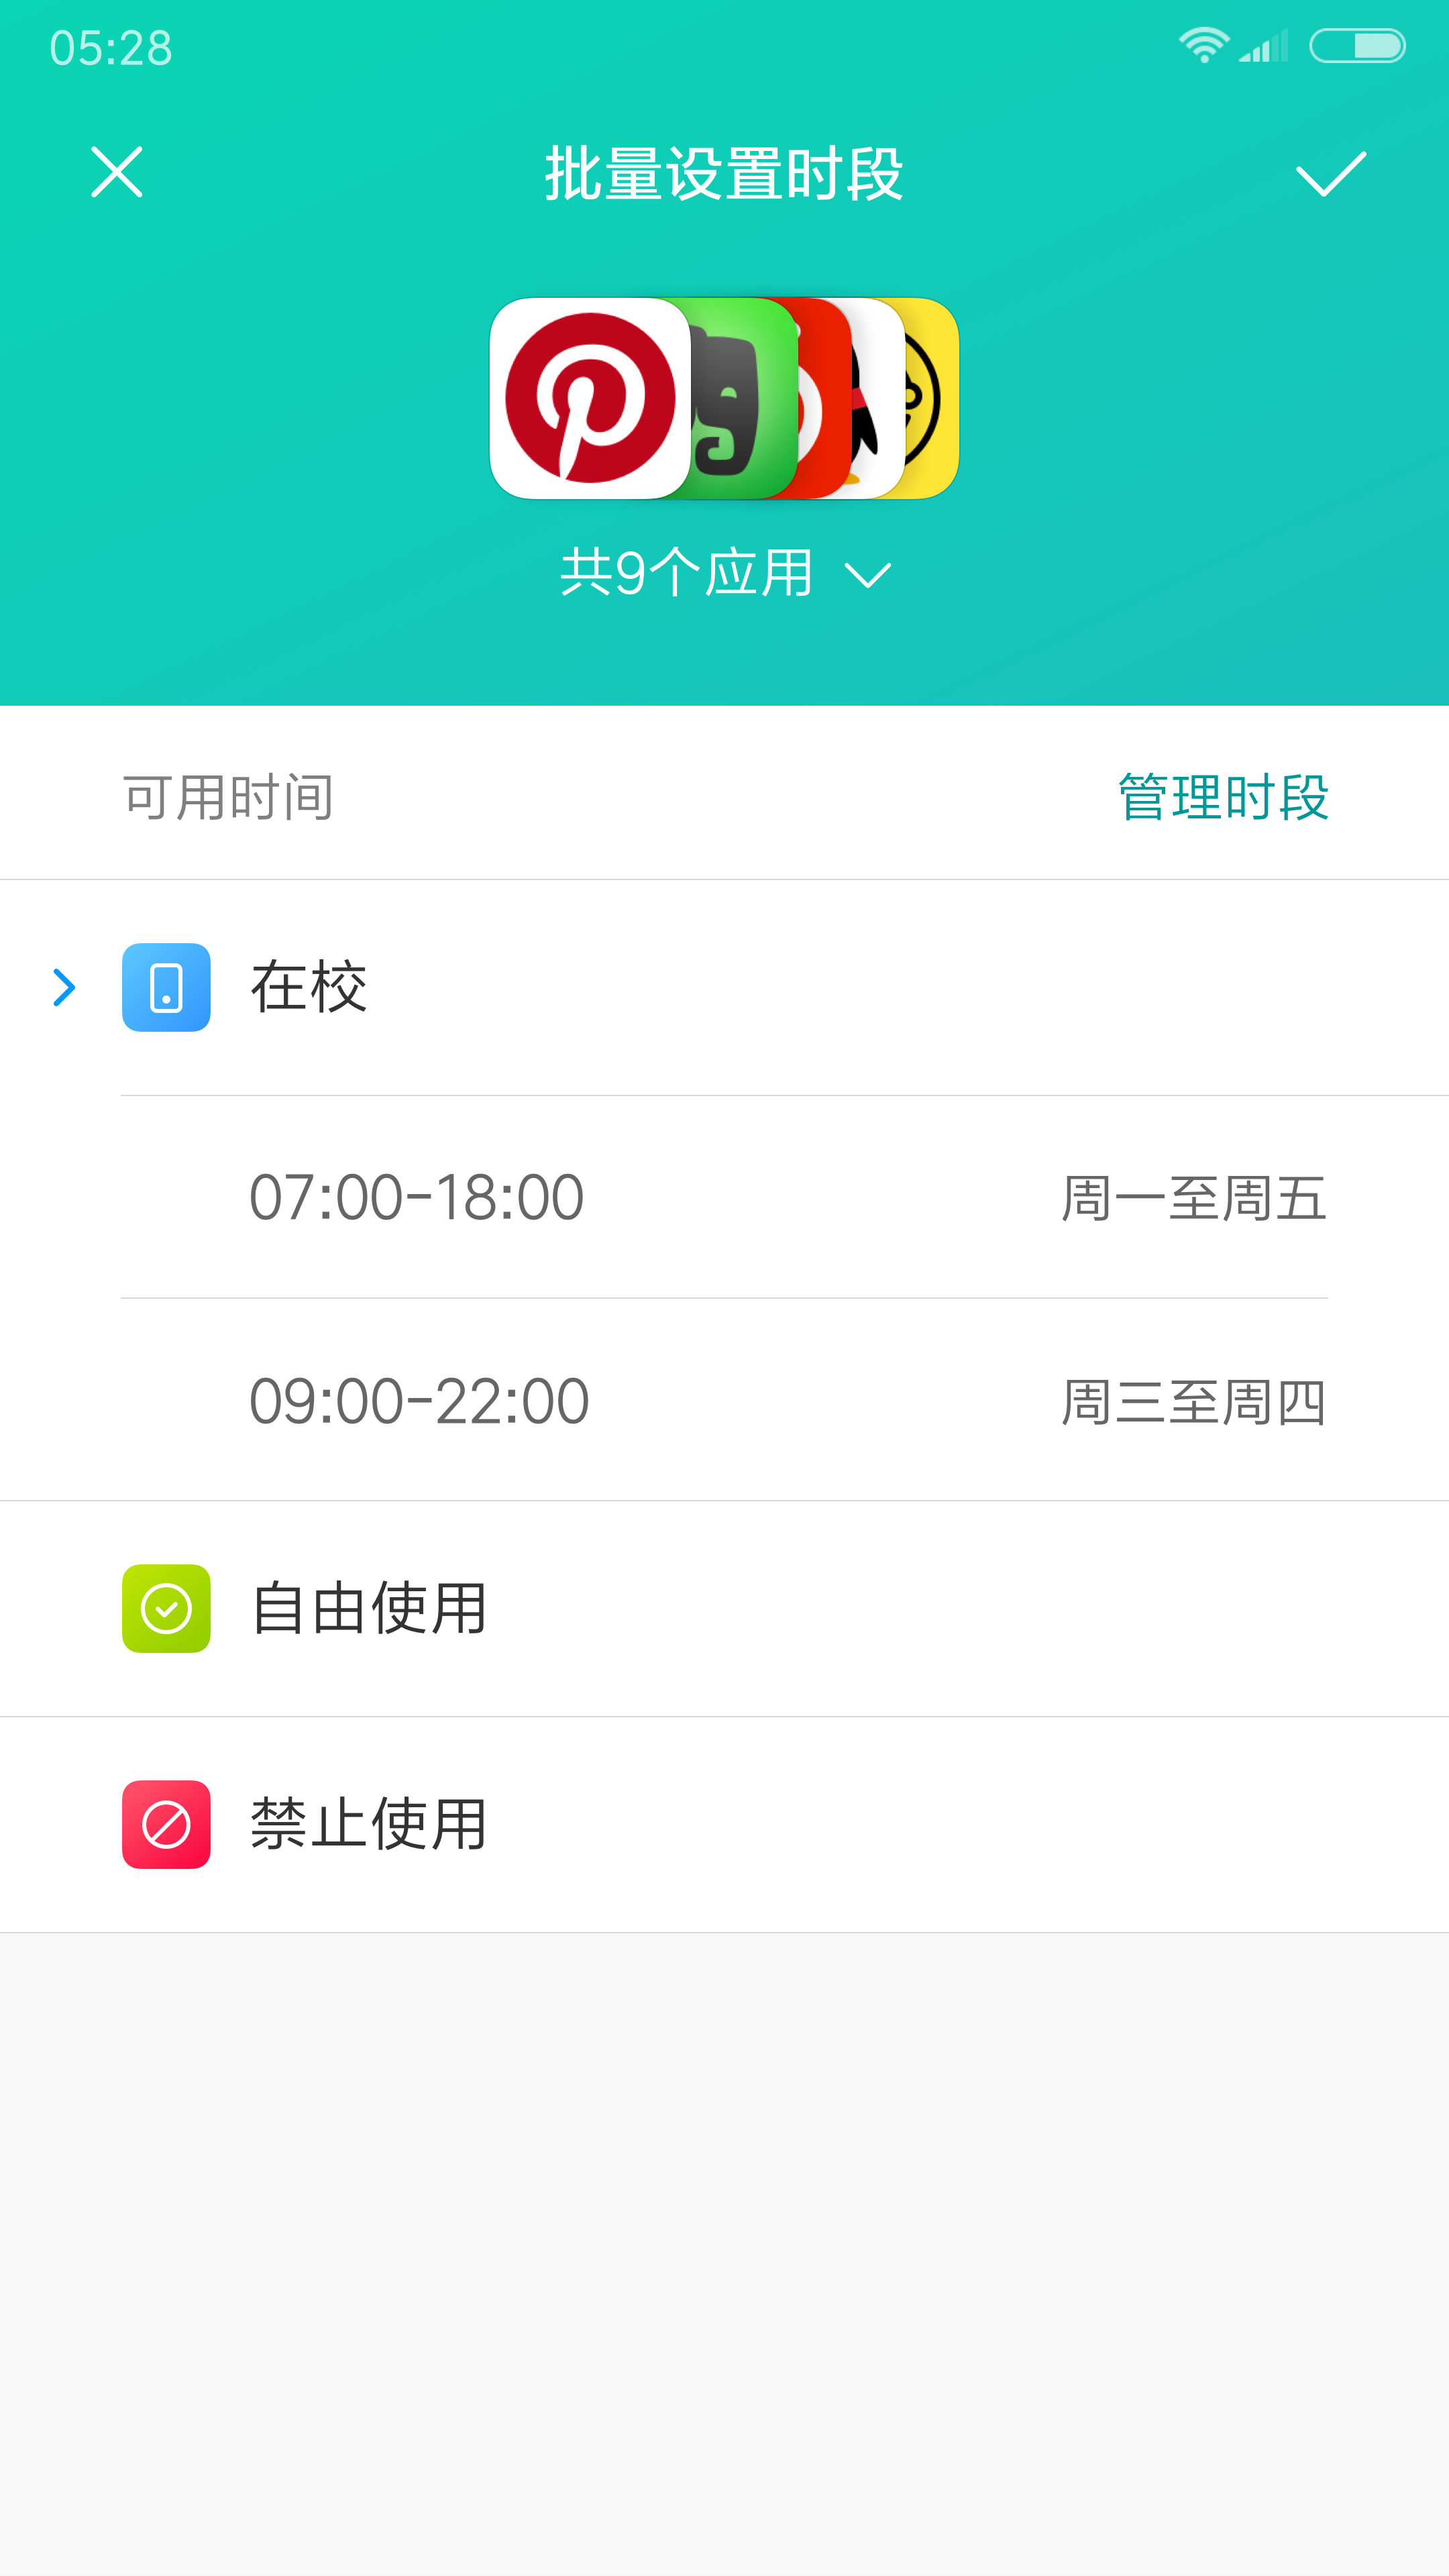 05:28
批量设置时段
共9个应用
可用时间 管理时段
在校
07:00-18:00 周一至周五
09:00-22:00 周三至周四
自由使用
禁止使用